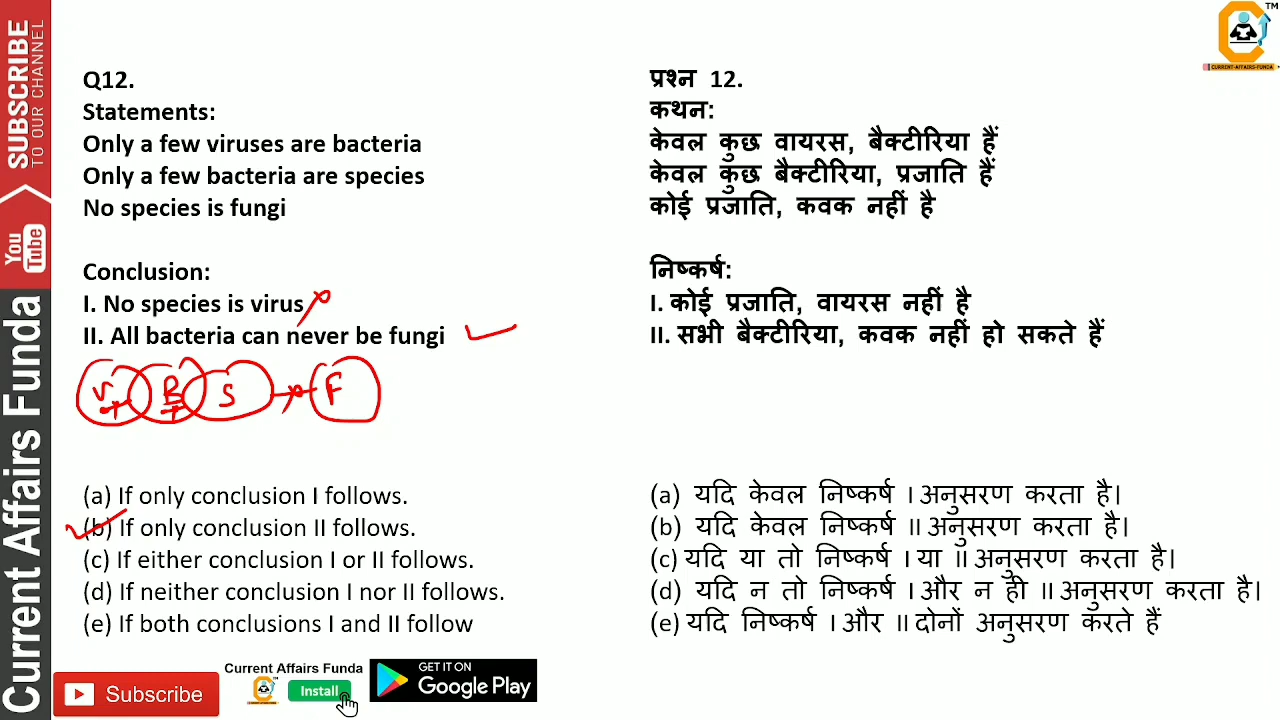 SUBSCRIBE
TO OUR CHANNEL
You
Tube
Current Affairs Funda
TM
CURRENT-AFFAIRS-FUNDA
Q12.
Statements:
Only a few viruses are bacteria
Only a few bacteria are species
No species is fungi
Conclusion:
I. No species is virus
II. All bacteria can never be fungi
V B S F
(a) If only conclusion I follows.
(b) If only conclusion II follows.
(c) If either conclusion I or II follows.
(d) If neither conclusion I nor II follows.
(e) If both conclusions I and II follow
प्रश्न 12.
कथन:
केवल कुछ वायरस, बैक्टीरिया हैं
केवल कुछ बैक्टीरिया, प्रजाति हैं
कोई प्रजाति, कवक नहीं है
निष्कर्ष:
I. कोई प्रजाति, वायरस नहीं है
II. सभी बैक्टीरिया, कवक नहीं हो सकते हैं
(a) यदि केवल निष्कर्ष I अनुसरण करता है।
(b) यदि केवल निष्कर्ष II अनुसरण करता है।
(c) यदि या तो निष्कर्ष I या II अनुसरण करता है।
(d) यदि न तो निष्कर्ष I और न ही II अनुसरण करता है।
(e) यदि निष्कर्ष I और II दोनों अनुसरण करते हैं
Subscribe
Current Affairs Funda
Install
GET IT ON
Google Play